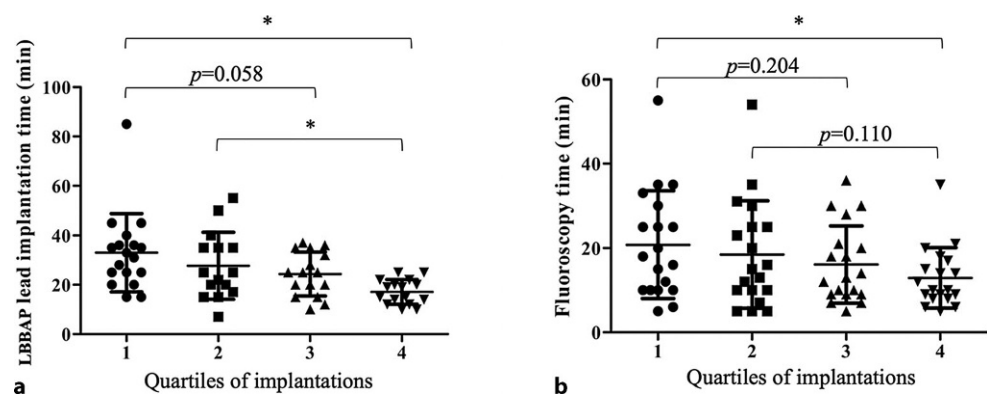 *
p=0.058
*
LBBAP lead implantation time (min)
100
80
60
40
20
0
1 2 3 4
Quartiles of implantations
a
*
p=0.204
p=0.110
Fluoroscopy time (min)
60
40
20
0
1 2 3 4
Quartiles of implantations
b